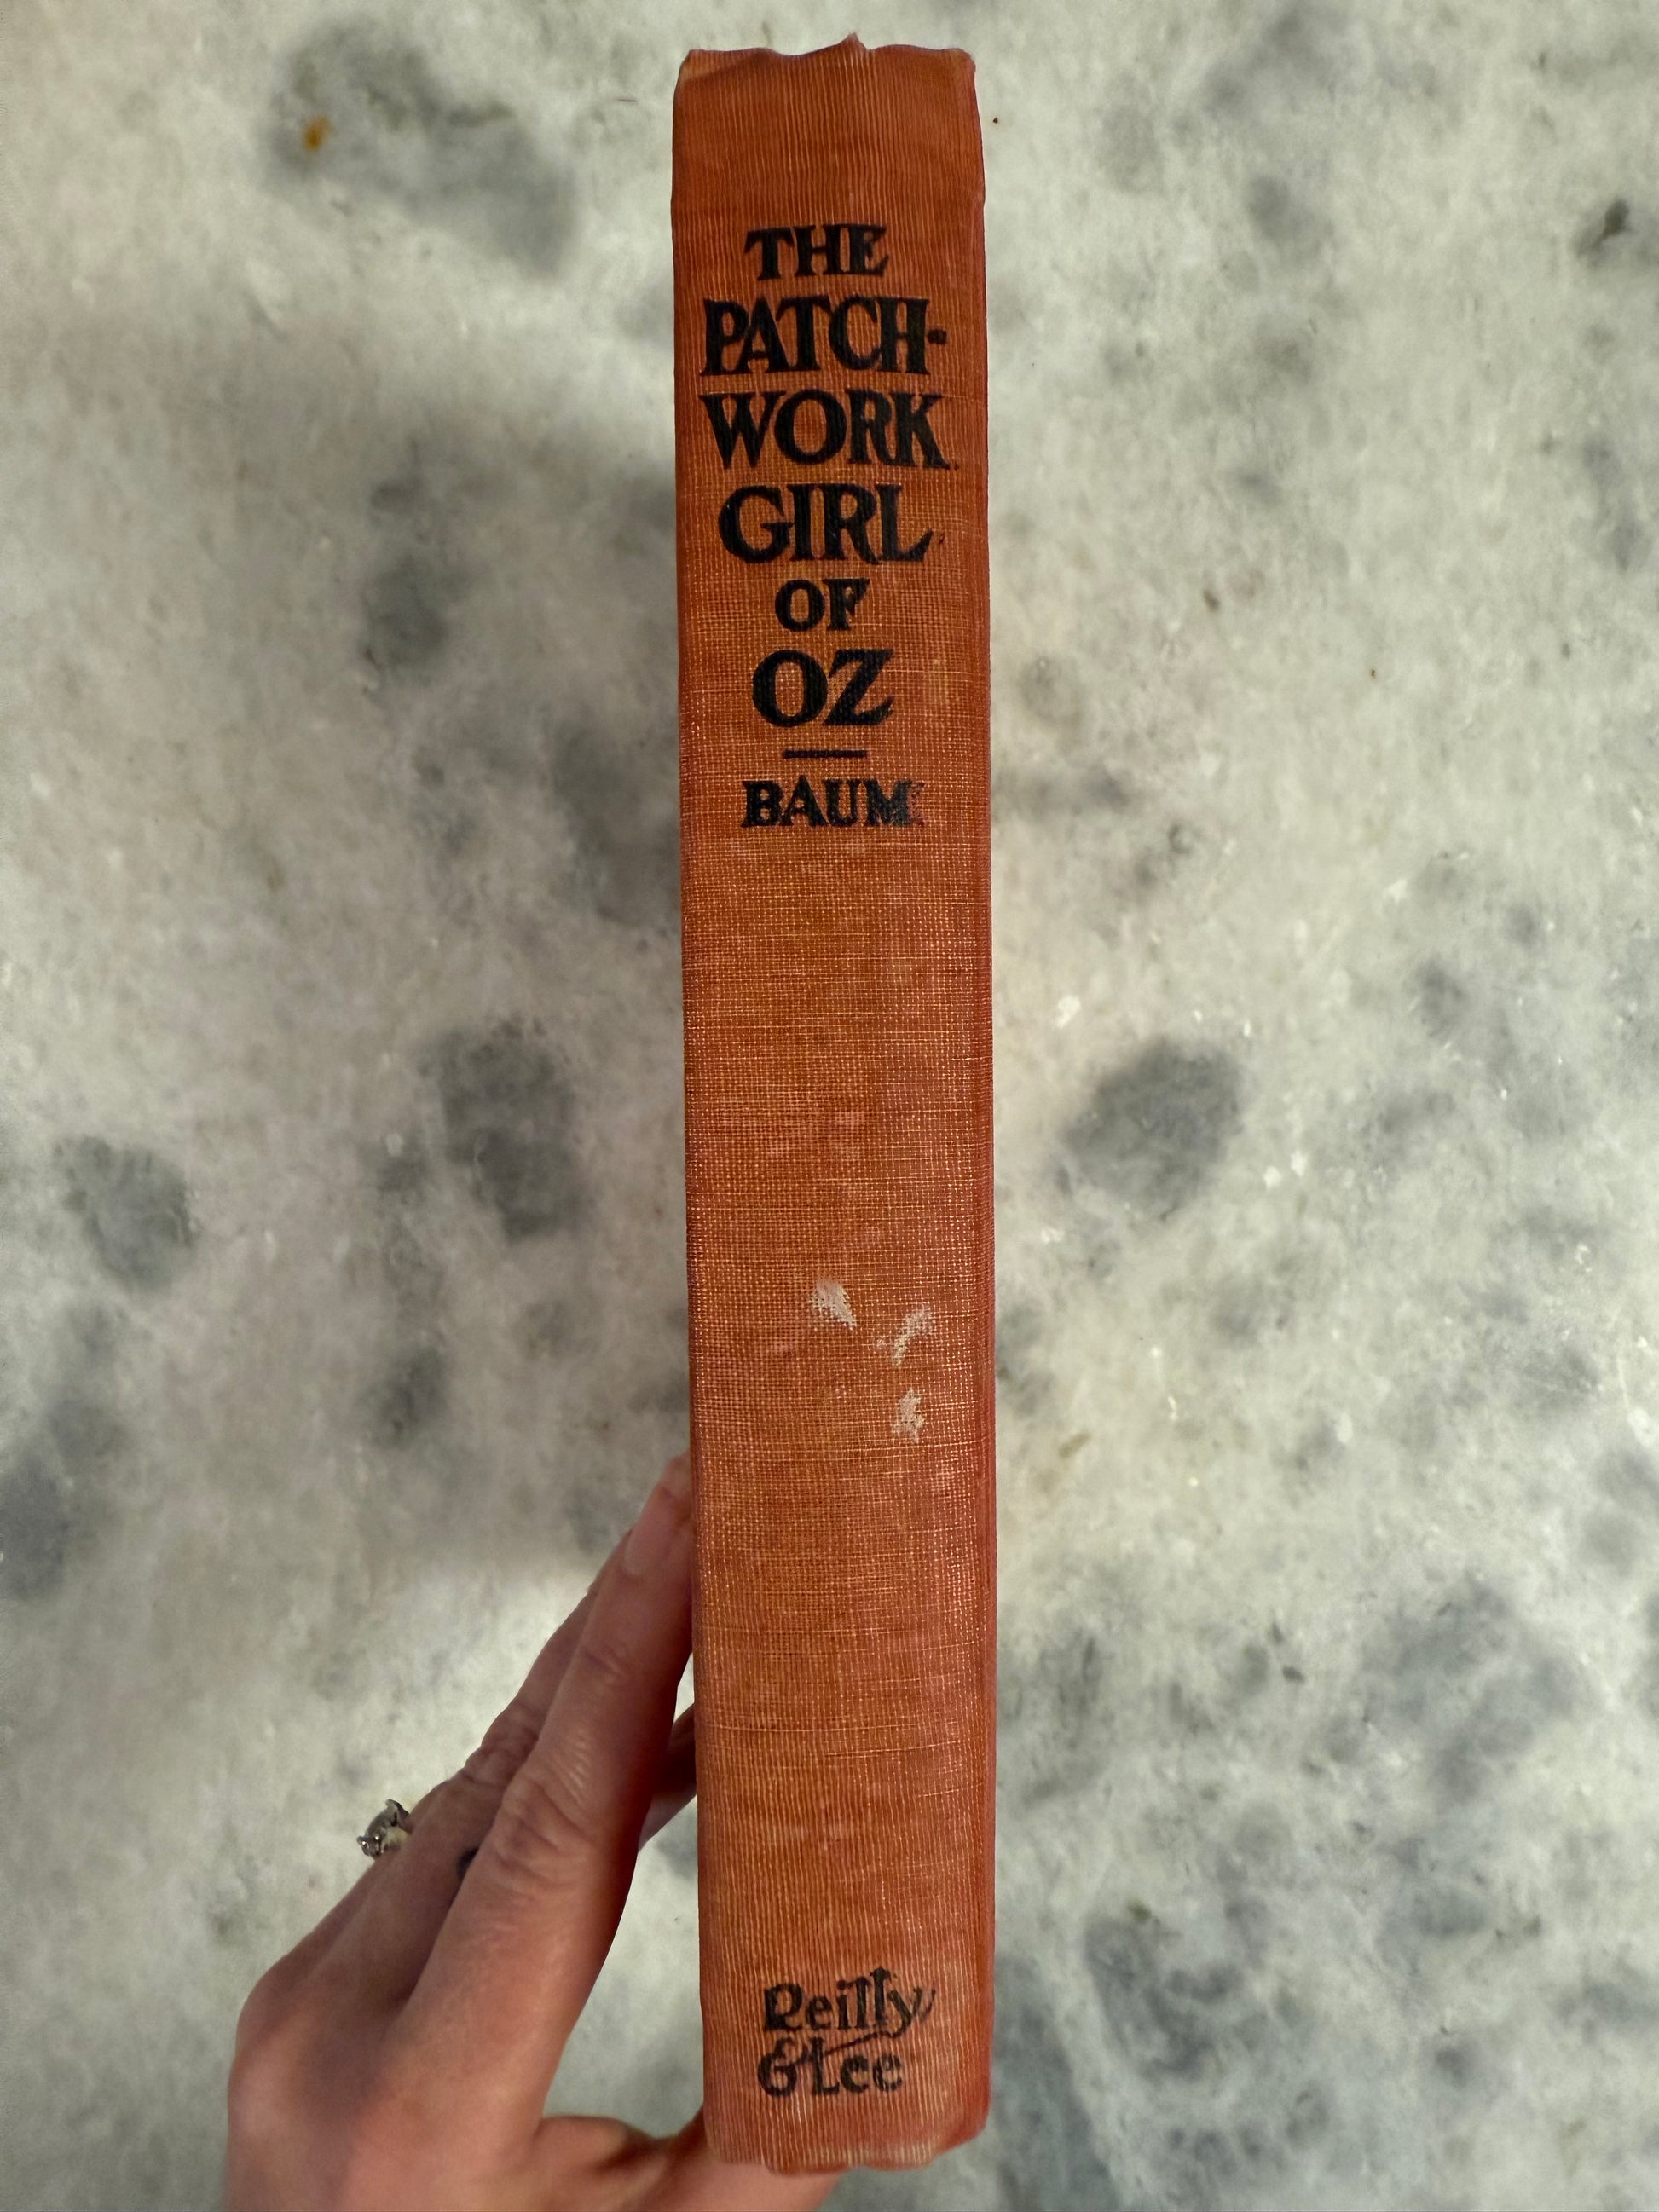 THE
PATCH-
WORK
GIRL
OF
OZ
BAUM
Reilly
& Lee